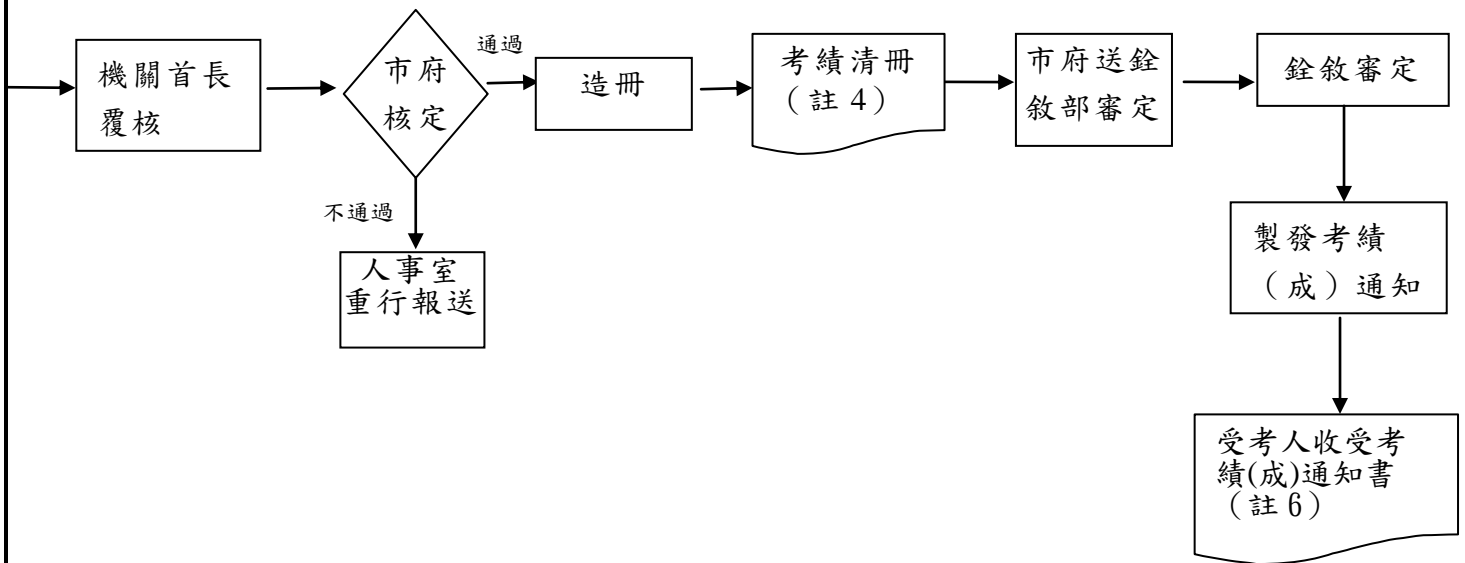 機關首長
覆核
市府
核定
通過
不通過
人事室
重行報送
造冊
考績清冊
（註 4）
市府送銓
敘部審定
銓敘審定
製發考績
（成）通知
受考人收受考
績(成)通知書
（註 6）